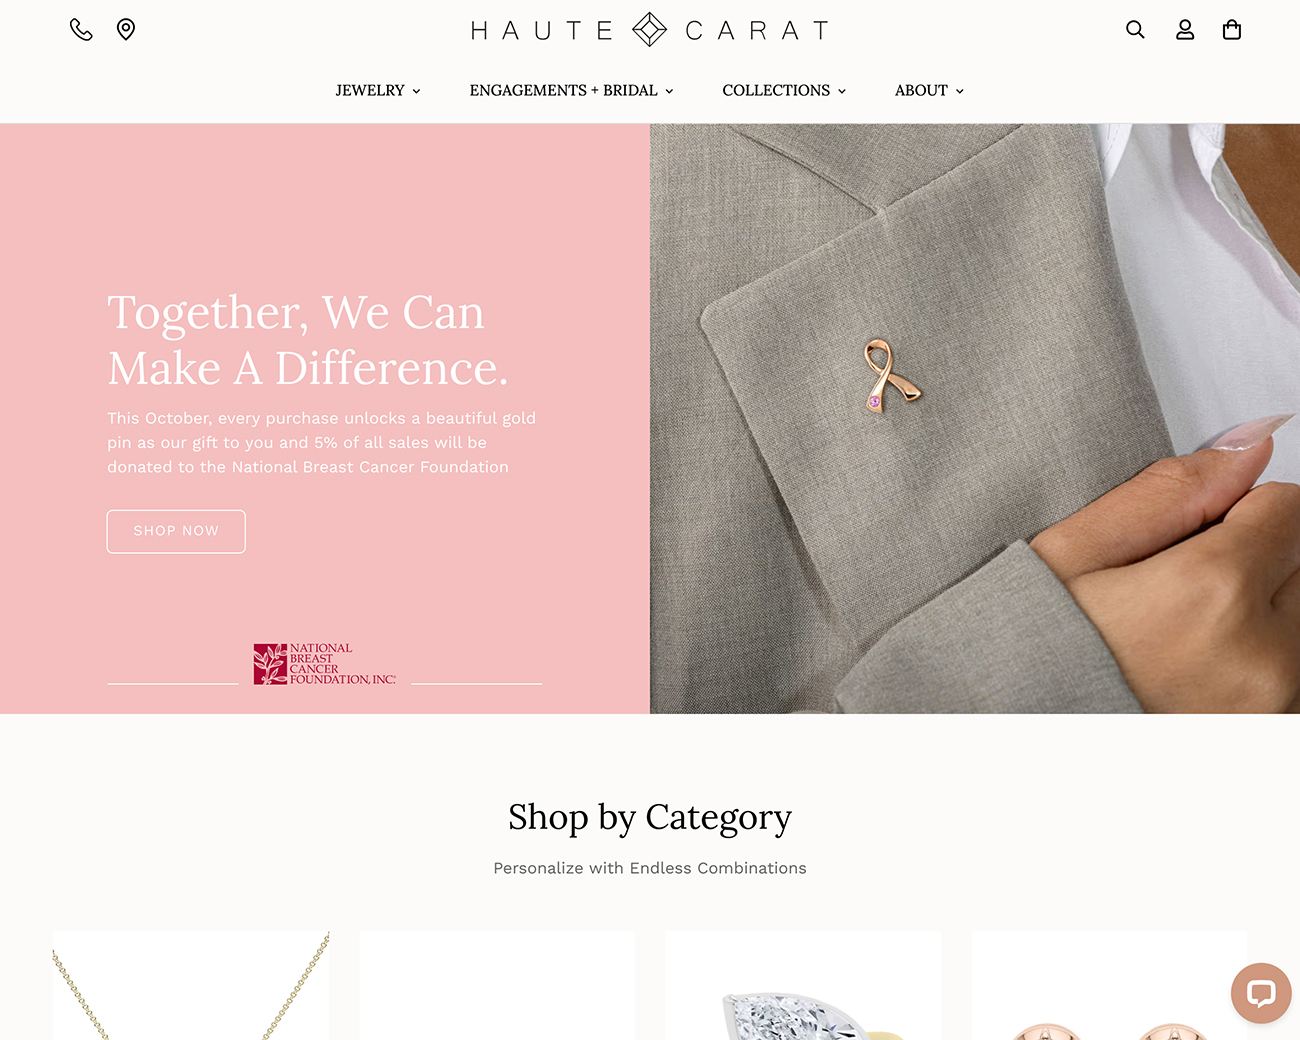 HAUTE CARAT
JEWELRY
ENGAGEMENTS + BRIDAL
COLLECTIONS
ABOUT
Together, We Can
Make A Difference.
This October, every purchase unlocks a beautiful gold
pin as our gift to you and 5% of all sales will be
donated to the National Breast Cancer Foundation
SHOP NOW
NATIONAL
BREAST
CANCER
FOUNDATION, INC.
Shop by Category
Personalize with Endless Combinations